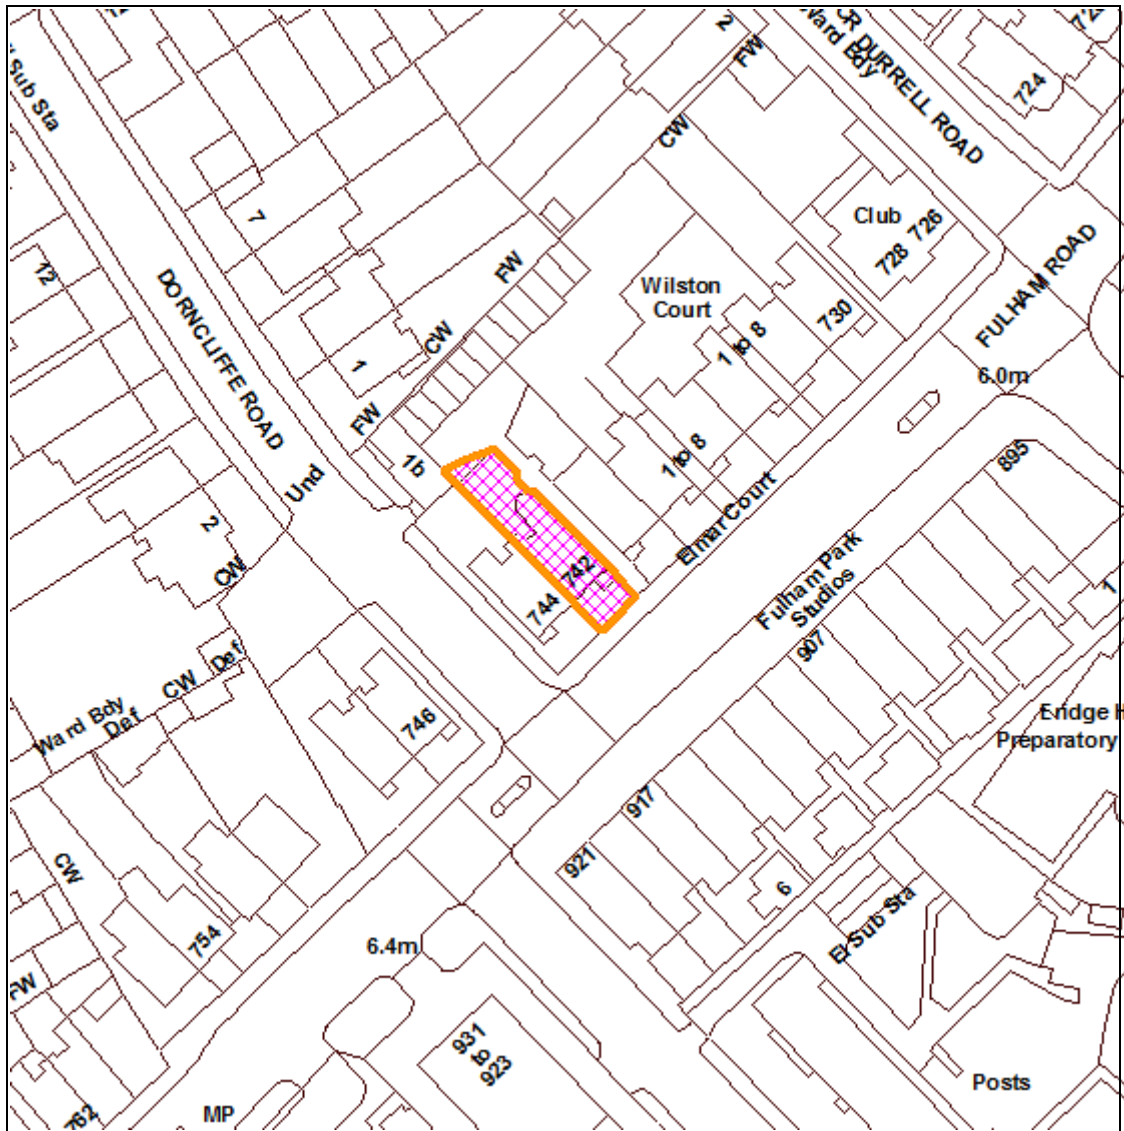 2
FW
CR
Ward Bdy
DURRELL ROAD
724
El Sub Sta
CW
7
Club
726
728
12
FW
Wilston
Court
FULHAM ROAD
DORNCLIFFE ROAD
CW
1
1 to 8
730
6.0m
FW
1b
1 to 8
895
Und
2
Elmar Court
CW
742
744
Fulham Park
Studios
907
1
Def
CW
Ward Bdy
Def
746
Eridge H
Preparatory
917
921
CW
6
754
6.4m
El Sub Sta
FW
931
to
923
Posts
762
MP